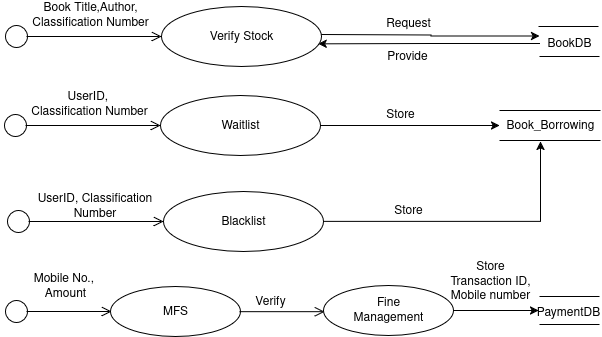 Book Title,Author,
Classification Number
Verify Stock
Request
Provide
BookDB
UserID,
Classification Number
Waitlist
Store
Book_Borrowing
UserID, Classification
Number
Blacklist
Store
Mobile No.,
Amount
MFS
Verify
Fine
Management
Store
Transaction ID,
Mobile number
PaymentDB